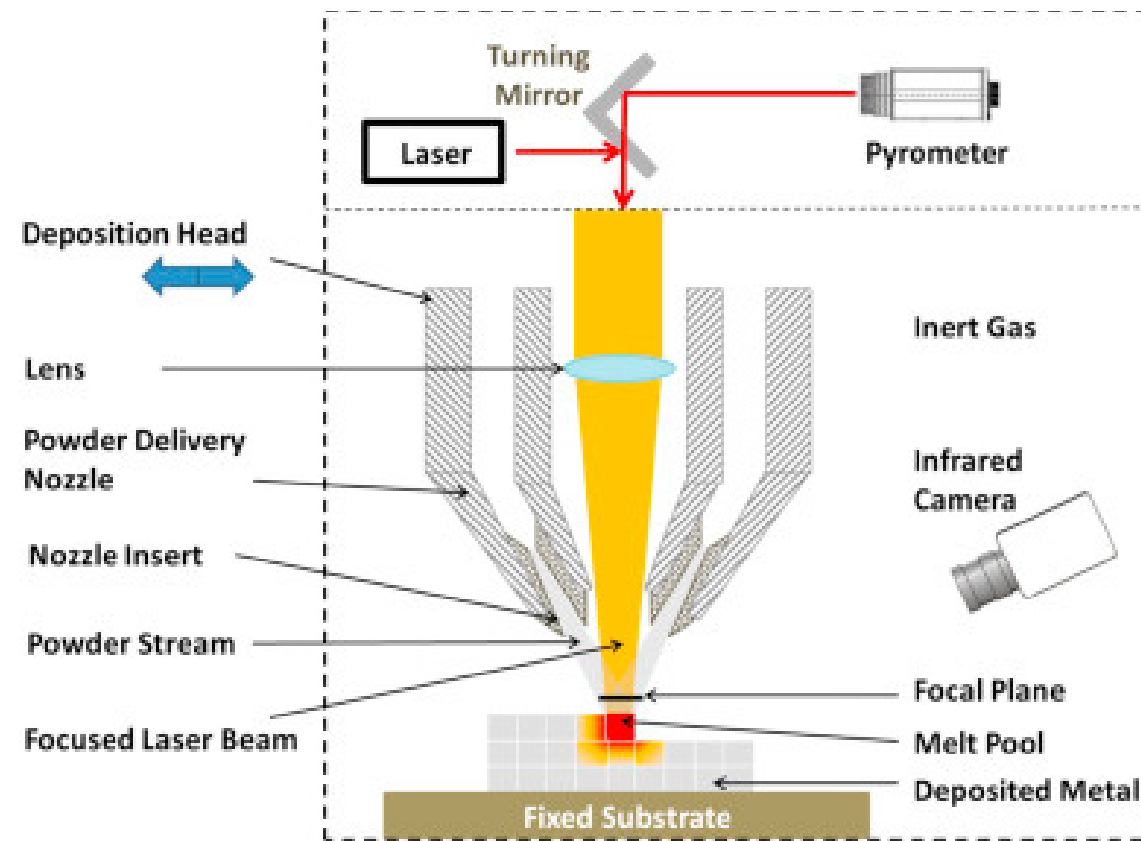 Turning
Mirror
Laser
Pyrometer
Deposition Head
Inert Gas
Lens
Powder Delivery
Nozzle
Infrared
Camera
Nozzle Insert
Powder Stream
Focal Plane
Focused Laser Beam
Melt Pool
Deposited Metal
Fixed Substrate